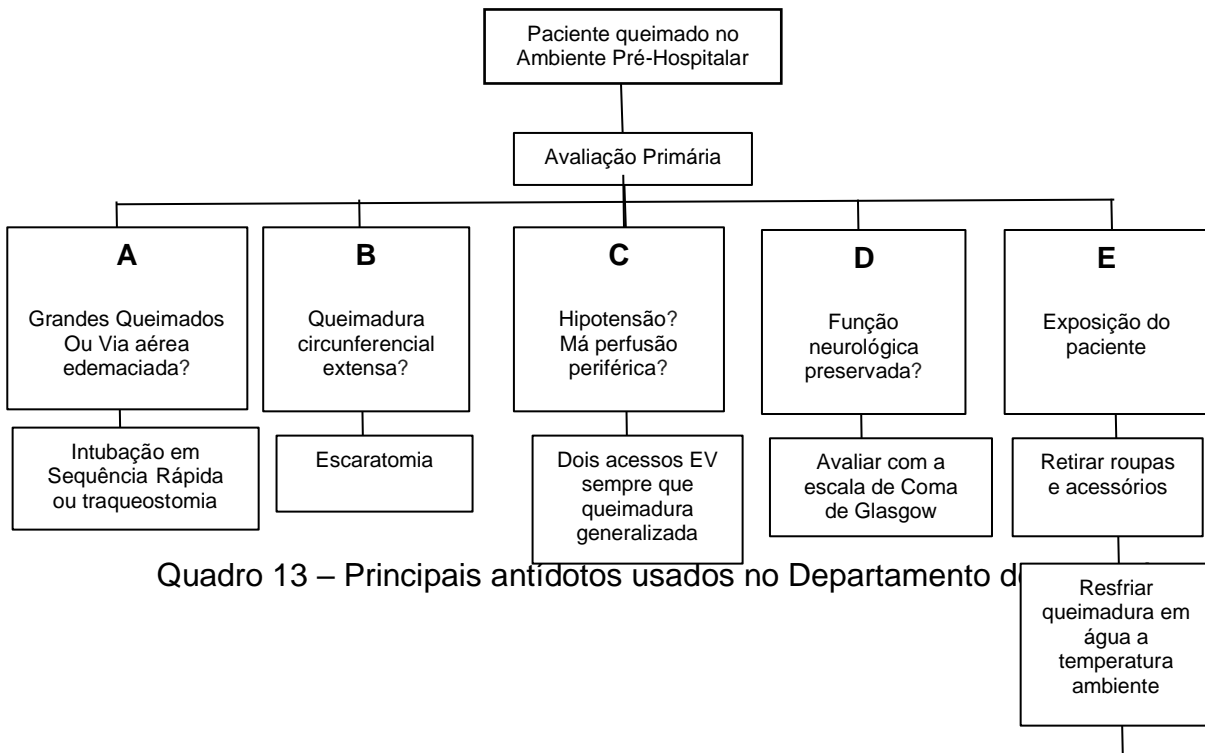 Paciente queimado no
Ambiente Pré-Hospitalar
Avaliação Primária
A
Grandes Queimados
Ou Via aérea
edemaciada?
Intubação em
Sequência Rápida
ou traqueostomia
B
Queimadura
circunferencial
extensa?
Escaratomia
C
Hipotensão?
Má perfusão
periférica?
Dois acessos EV
sempre que
queimadura
generalizada
D
Função
neurológica
preservada?
Avaliar com a
escala de Coma
de Glasgow
E
Exposição do
paciente
Retirar roupas
e acessórios
Resfriar
queimadura em
água a
temperatura
ambiente
Quadro 13 – Principais antídotos usados no Departamento